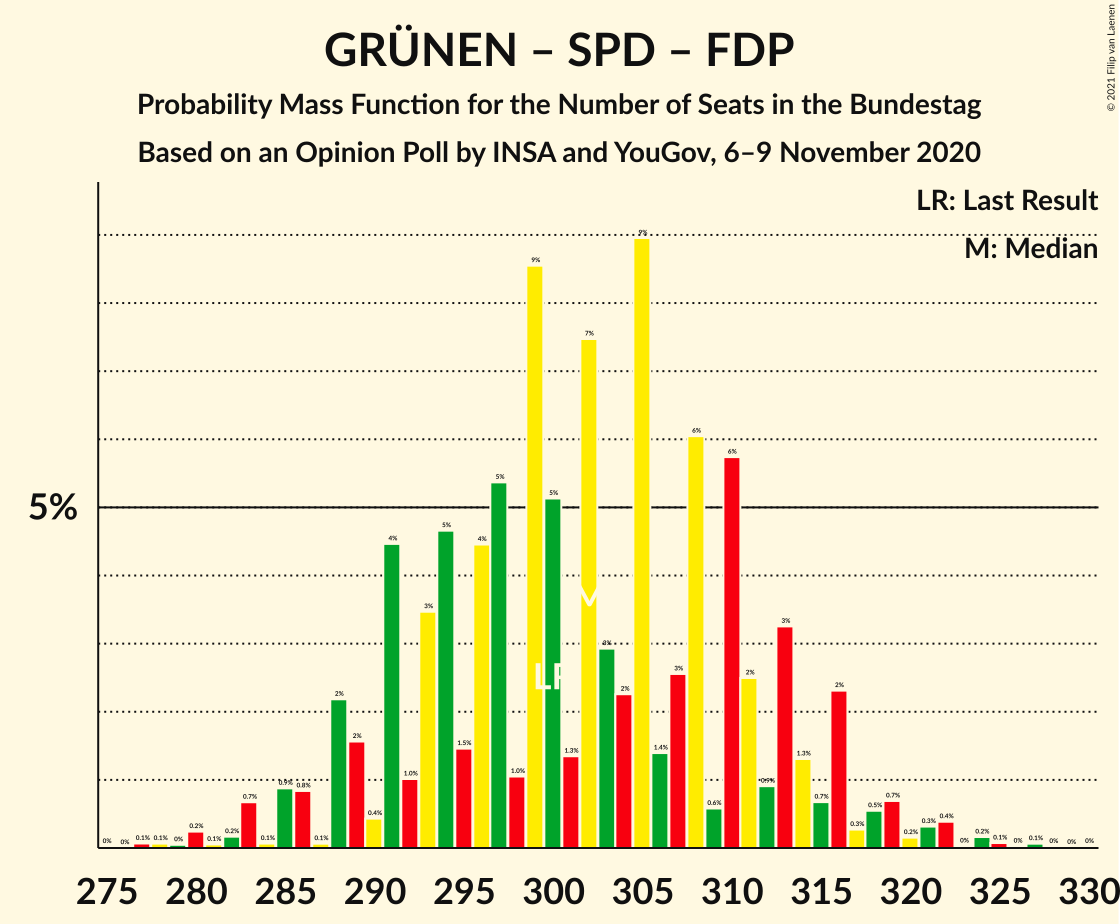 GRÜNEN – SPD – FDP
Probability Mass Function for the Number of Seats in the Bundestag
Based on an Opinion Poll by INSA and YouGov, 6–9 November 2020
© 2021 Filip van Laenen
LR: Last Result
M: Median
5%
0% 0% 0.1% 0.1% 0% 0.2% 0.1% 0.2% 0.7% 0.1% 0.9% 0.8% 0.1% 2% 2% 0.4% 4% 1.0% 3% 5% 1.5% 4% 5% 1.0% 9% 5% 1.3% 7% 3% 2% 9% 1.4% 3% 6% 0.6% 6% 2% 0.9% 3% 1.3% 0.7% 2% 0.3% 0.5% 0.7% 0.2% 0.3% 0.4% 0% 0.2% 0.1% 0% 0.1% 0% 0% 0%
M
LR
275 280 285 290 295 300 305 310 315 320 325 330